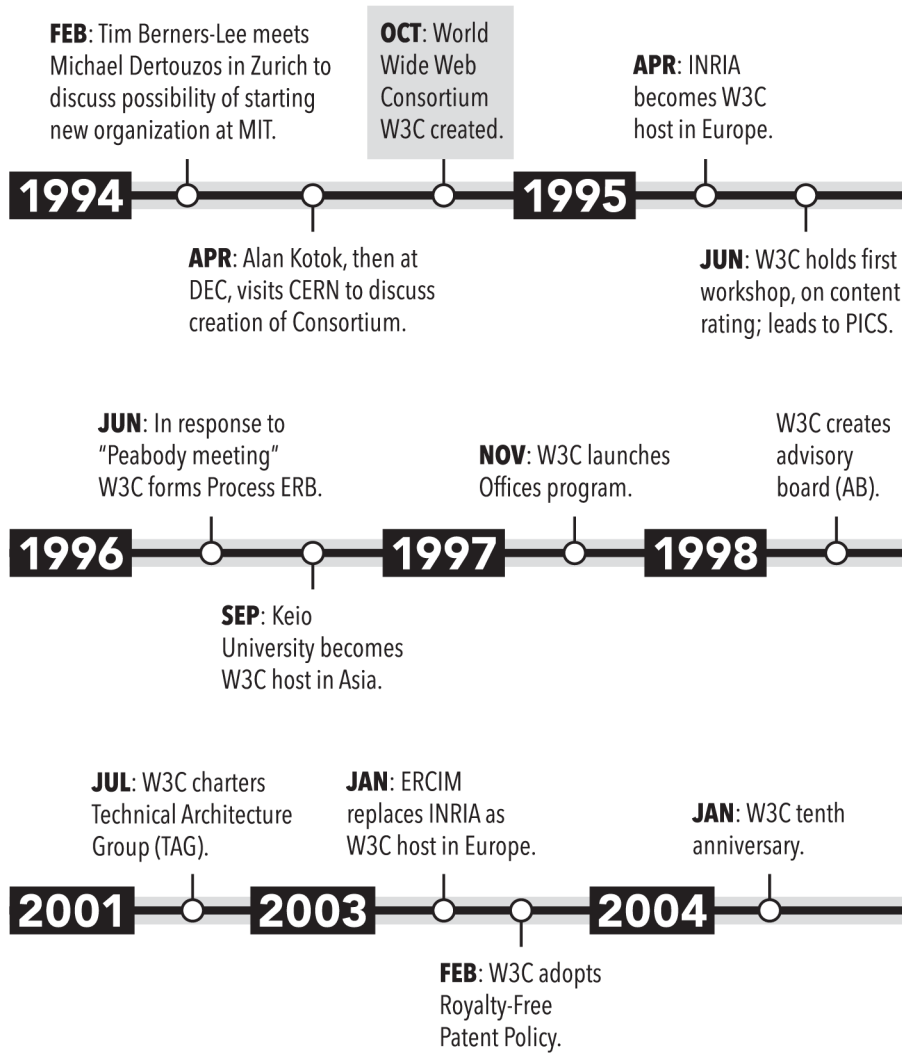 FEB: Tim Berners-Lee meets
Michael Dertouzos in Zurich to
discuss possibility of starting
new organization at MIT.
OCT: World
Wide Web
Consortium
W3C created.
APR: INRIA
becomes W3C
host in Europe.
1994
1995
APR: Alan Kotok, then at
DEC, visits CERN to discuss
creation of Consortium.
JUN: W3C holds first
workshop, on content
rating; leads to PICS.
JUN: In response to
“Peabody meeting”
W3C forms Process ERB.
NOV: W3C launches
Offices program.
W3C creates
advisory
board (AB).
1996
1997
1998
SEP: Keio
University becomes
W3C host in Asia.
JUL: W3C charters
Technical Architecture
Group (TAG).
JAN: ERCIM
replaces INRIA as
W3C host in Europe.
JAN: W3C tenth
anniversary.
2001
2003
2004
FEB: W3C adopts
Royalty-Free
Patent Policy.